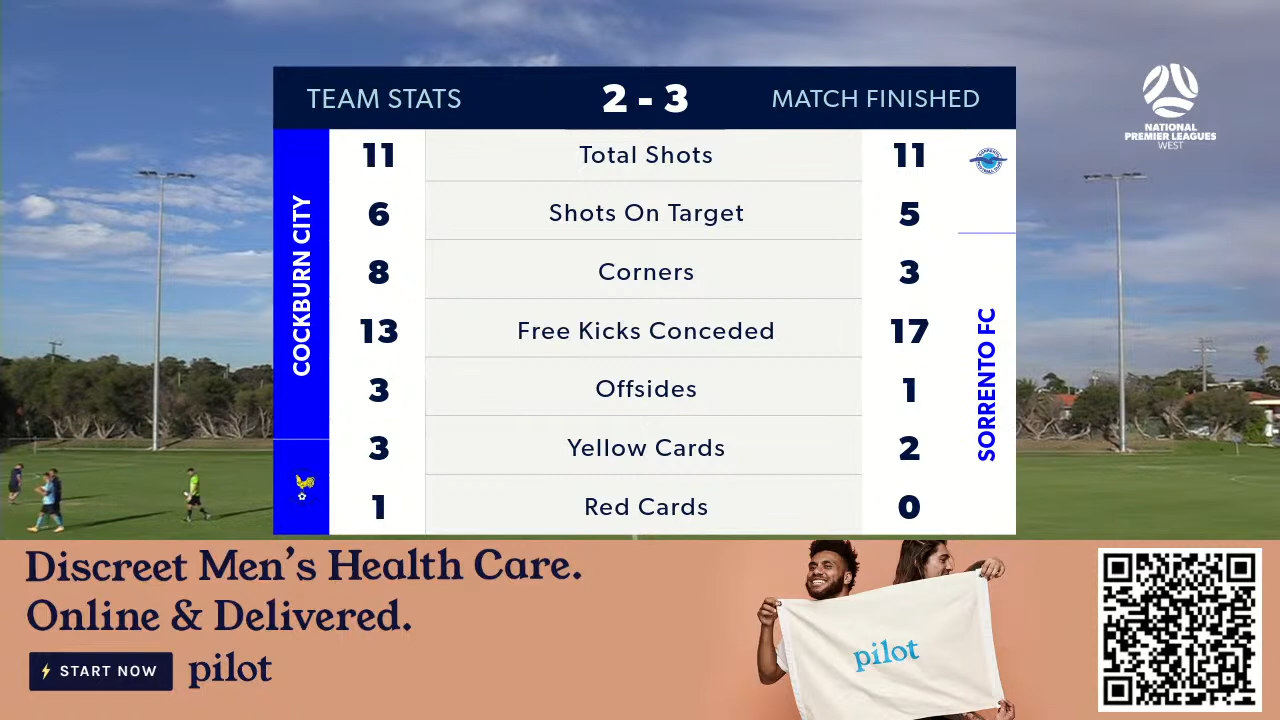 TEAM STATS 2 - 3 MATCH FINISHED
COCKBURN CITY
11 Total Shots 11
6 Shots On Target 5
8 Corners 3
13 Free Kicks Conceded 17
3 Offsides 1
3 Yellow Cards 2
1 Red Cards 0
SORRENTO FC
NATIONAL
PREMIER LEAGUES
WEST
Discreet Men's Health Care.
Online & Delivered.
START NOW pilot
pilot